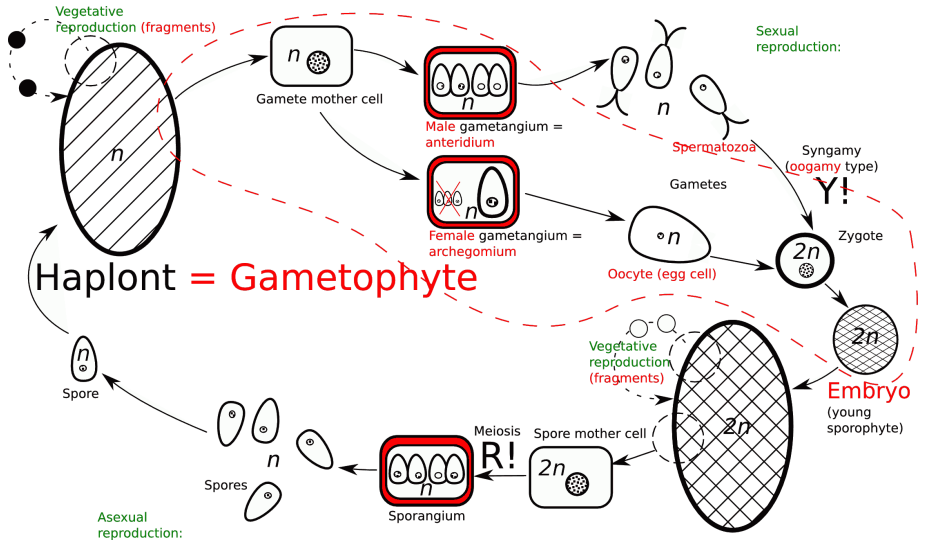 Vegetative
reproduction (fragments)
Sexual
reproduction:
n
n
Gamete mother cell
n
Male gametangium =
anteridium
n
Spermatozoa
Syngamy
(oogamy type)
Y!
n
Female gametangium =
archegomium
Gametes
n
Oocyte (egg cell)
Zygote
2n
Haplont = Gametophyte
2n
Embryo
(young
sporophyte)
Vegetative
reproduction
(fragments)
2n
Spore mother cell
2n
Meiosis
R!
n
Sporangium
n
Spores
n
Spore
Asexual
reproduction: